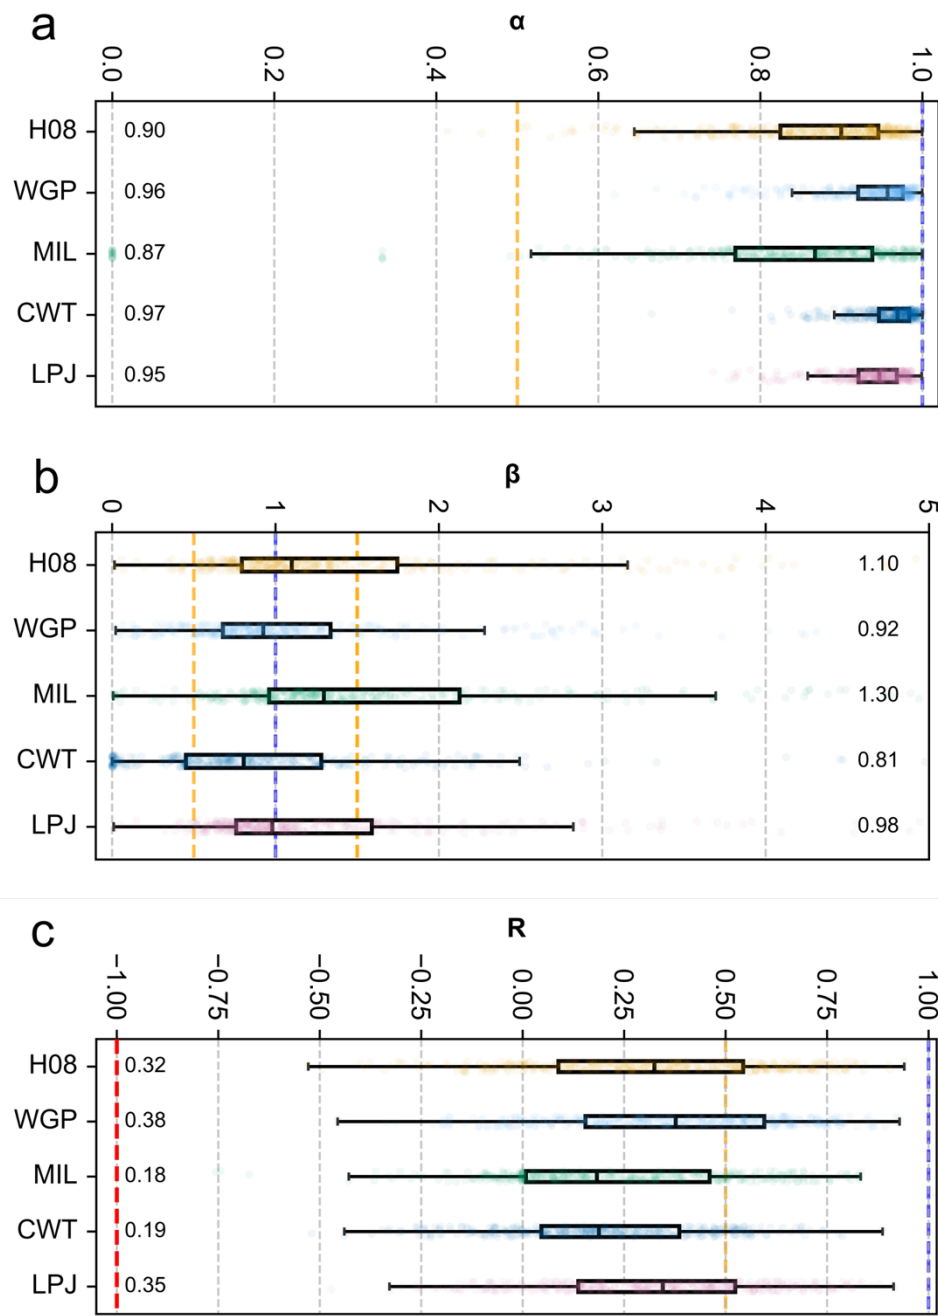 a
α
0.0 0.2 0.4 0.6 0.8 1.0
H08 0.90
WGP 0.96
MIL 0.87
CWT 0.97
LPJ 0.95
b
β
0 1 2 3 4 5
H08 1.10
WGP 0.92
MIL 1.30
CWT 0.81
LPJ 0.98
c
R
−1.00 −0.75 −0.50 −0.25 0.00 0.25 0.50 0.75 1.00
H08 0.32
WGP 0.38
MIL 0.18
CWT 0.19
LPJ 0.35